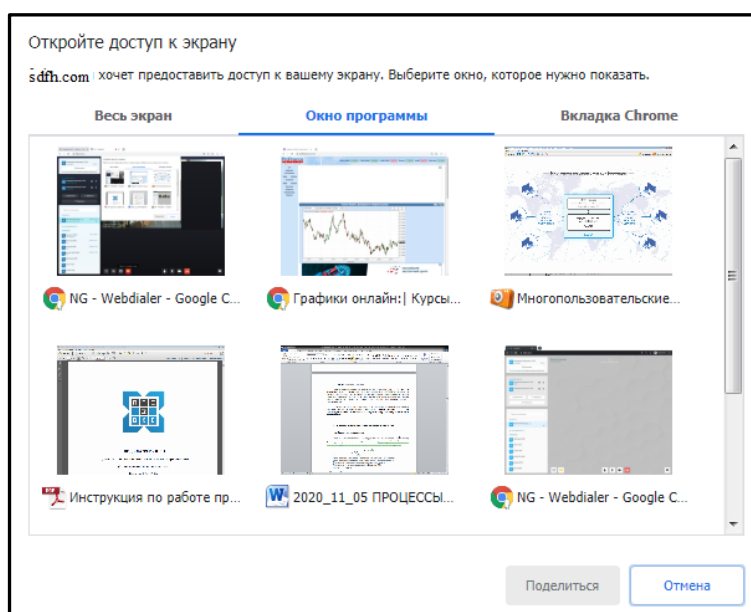 Откройте доступ к экрану
sdfh.com хочет предоставить доступ к вашему экрану. Выберите окно, которое нужно показать.
Весь экран
Окно программы
Вкладка Chrome
NG - Webdialer - Google C...
Графики онлайн:| Курсы...
Многопользовательские...
Инструкция по работе пр...
2020_11_05 ПРОЦЕССЫ...
NG - Webdialer - Google C...
Поделиться
Отмена